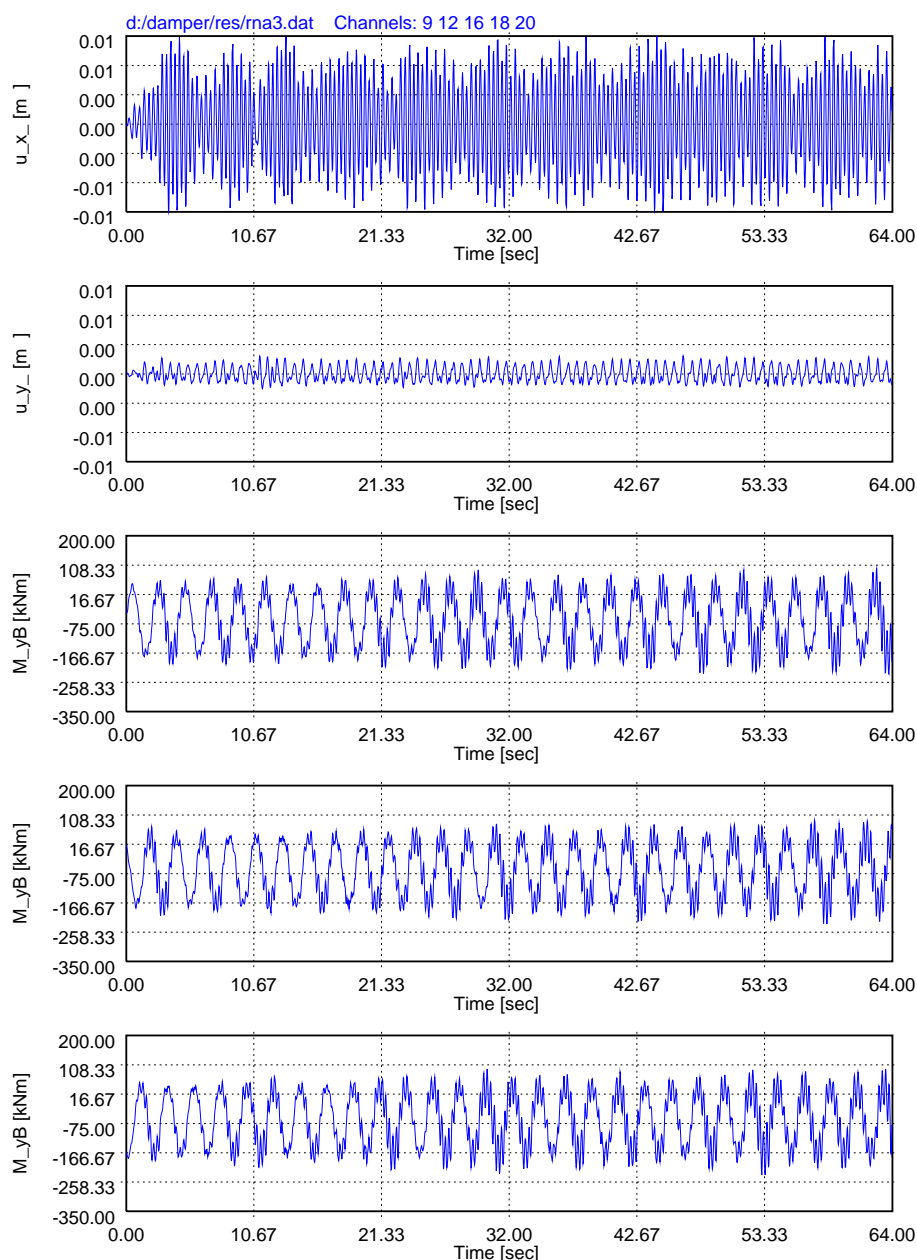 d:/damper/res/rna3.dat Channels: 9 12 16 18 20
u_x_ [m ]
0.01
0.01
0.00
0.00
0.00
-0.01
-0.01
0.00 10.67 21.33 32.00 42.67 53.33 64.00
Time [sec]
u_y_ [m ]
0.01
0.01
0.00
0.00
0.00
-0.01
-0.01
0.00 10.67 21.33 32.00 42.67 53.33 64.00
Time [sec]
M_yB [kNm]
200.00
108.33
16.67
-75.00
-166.67
-258.33
-350.00
0.00 10.67 21.33 32.00 42.67 53.33 64.00
Time [sec]
M_yB [kNm]
200.00
108.33
16.67
-75.00
-166.67
-258.33
-350.00
0.00 10.67 21.33 32.00 42.67 53.33 64.00
Time [sec]
M_yB [kNm]
200.00
108.33
16.67
-75.00
-166.67
-258.33
-350.00
0.00 10.67 21.33 32.00 42.67 53.33 64.00
Time [sec]